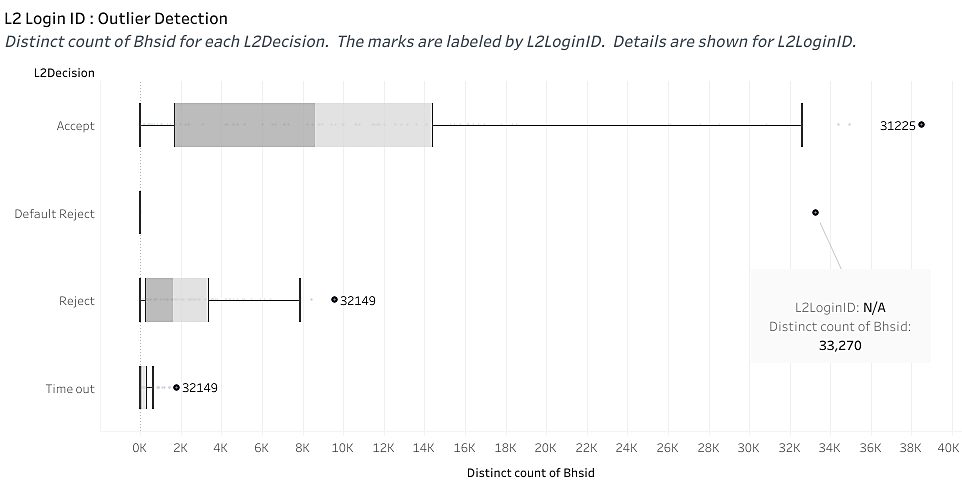 L2 Login ID : Outlier Detection
Distinct count of Bhsid for each L2Decision.  The marks are labeled by L2LoginID.  Details are shown for L2LoginID.
L2Decision
Accept
31225
Default Reject
L2LoginID: N/A
Distinct count of Bhsid:
33,270
Reject
32149
Time out
32149
0K 2K 4K 6K 8K 10K 12K 14K 16K 18K 20K 22K 24K 26K 28K 30K 32K 34K 36K 38K 40K
Distinct count of Bhsid